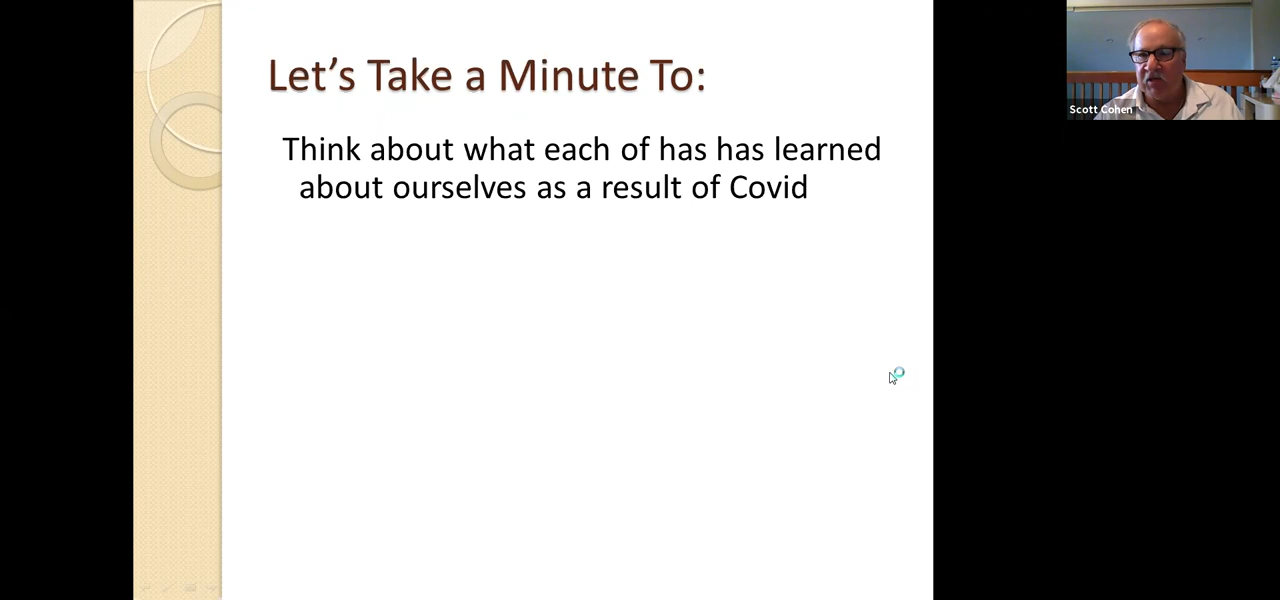 Let's Take a Minute To:
Think about what each of has has learned
about ourselves as a result of Covid
Scott Cohen